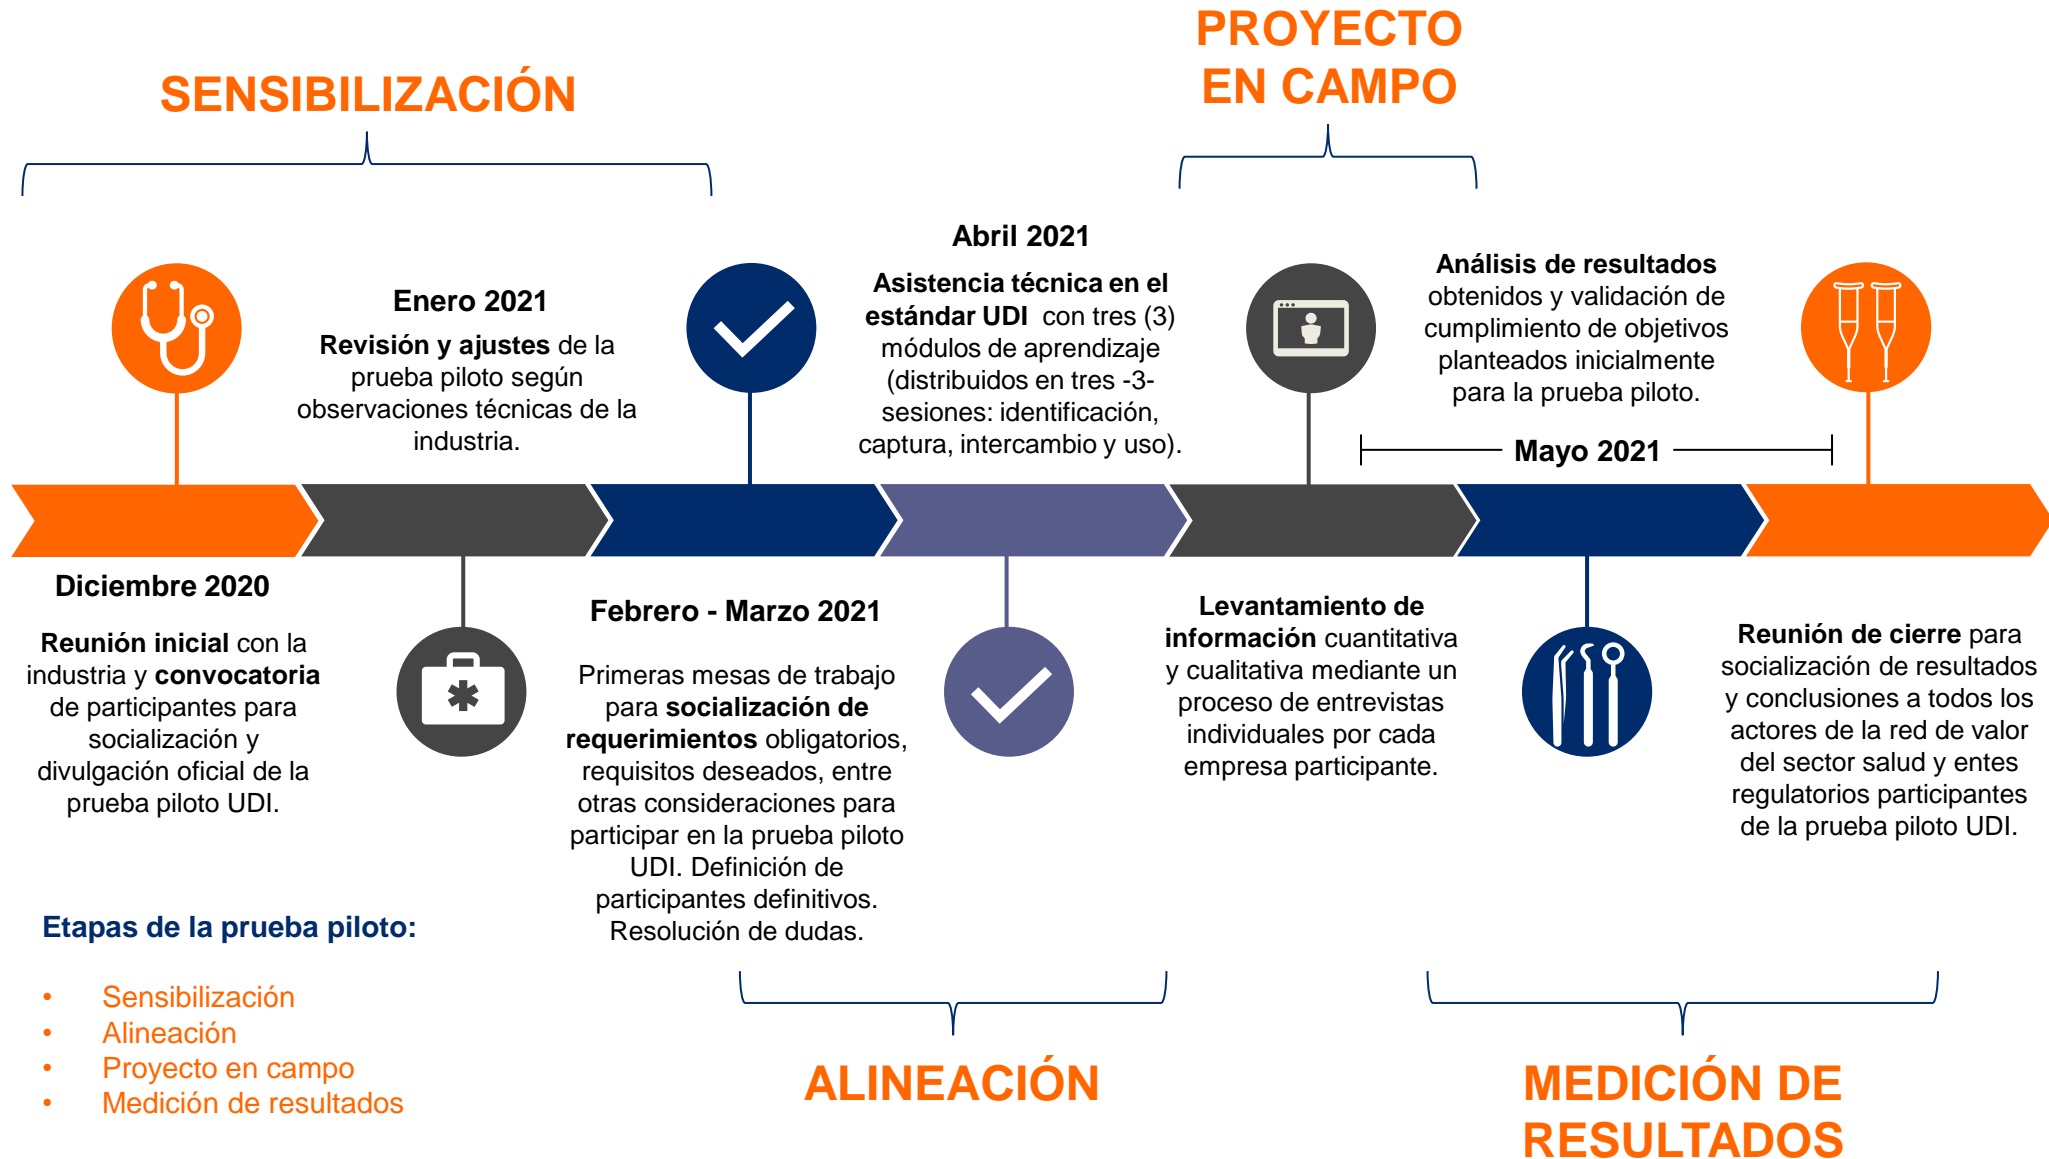 SENSIBILIZACIÓN
PROYECTO
EN CAMPO
Diciembre 2020
Reunión inicial con la
industria y convocatoria
de participantes para
socialización y
divulgación oficial de la
prueba piloto UDI.
Enero 2021
Revisión y ajustes de la
prueba piloto según
observaciones técnicas de la
industria.
Febrero - Marzo 2021
Primeras mesas de trabajo
para socialización de
requerimientos obligatorios,
requisitos deseados, entre
otras consideraciones para
participar en la prueba piloto
UDI. Definición de
participantes definitivos.
Resolución de dudas.
Abril 2021
Asistencia técnica en el
estándar UDI con tres (3)
módulos de aprendizaje
(distribuidos en tres -3-
sesiones: identificación,
captura, intercambio y uso).
Levantamiento de
información cuantitativa
y cualitativa mediante un
proceso de entrevistas
individuales por cada
empresa participante.
Análisis de resultados
obtenidos y validación de
cumplimiento de objetivos
planteados inicialmente
para la prueba piloto.
Mayo 2021
Reunión de cierre para
socialización de resultados
y conclusiones a todos los
actores de la red de valor
del sector salud y entes
regulatorios participantes
de la prueba piloto UDI.
Etapas de la prueba piloto:
• Sensibilización
• Alineación
• Proyecto en campo
• Medición de resultados
ALINEACIÓN
MEDICIÓN DE
RESULTADOS